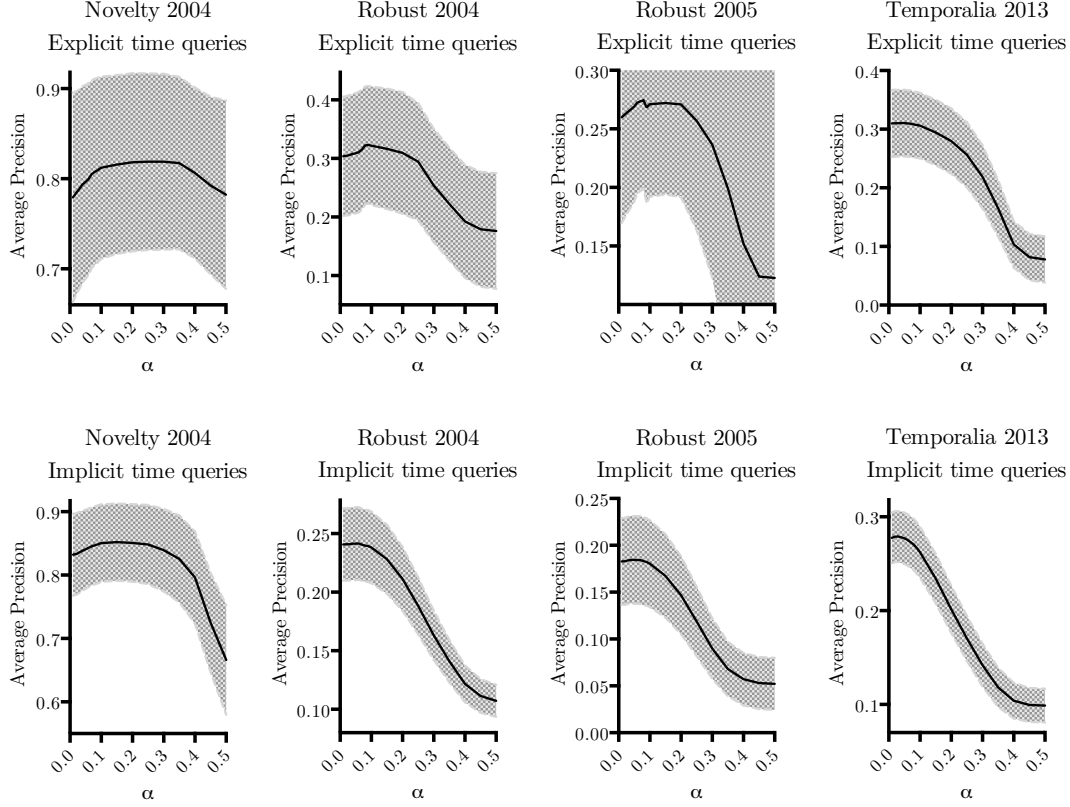 Novelty 2004
Explicit time queries
Average Precision
0.9
0.8
0.7
0.0 0.1 0.2 0.3 0.4 0.5
α
Robust 2004
Explicit time queries
Average Precision
0.4
0.3
0.2
0.1
0.0 0.1 0.2 0.3 0.4 0.5
α
Robust 2005
Explicit time queries
Average Precision
0.30
0.25
0.20
0.15
0.0 0.1 0.2 0.3 0.4 0.5
α
Temporalia 2013
Explicit time queries
Average Precision
0.4
0.3
0.2
0.1
0.0
0.0 0.1 0.2 0.3 0.4 0.5
α
Novelty 2004
Implicit time queries
Average Precision
0.9
0.8
0.7
0.6
0.0 0.1 0.2 0.3 0.4 0.5
α
Robust 2004
Implicit time queries
Average Precision
0.25
0.20
0.15
0.10
0.0 0.1 0.2 0.3 0.4 0.5
α
Robust 2005
Implicit time queries
Average Precision
0.25
0.20
0.15
0.10
0.05
0.00
0.0 0.1 0.2 0.3 0.4 0.5
α
Temporalia 2013
Implicit time queries
Average Precision
0.3
0.2
0.1
0.0 0.1 0.2 0.3 0.4 0.5
α